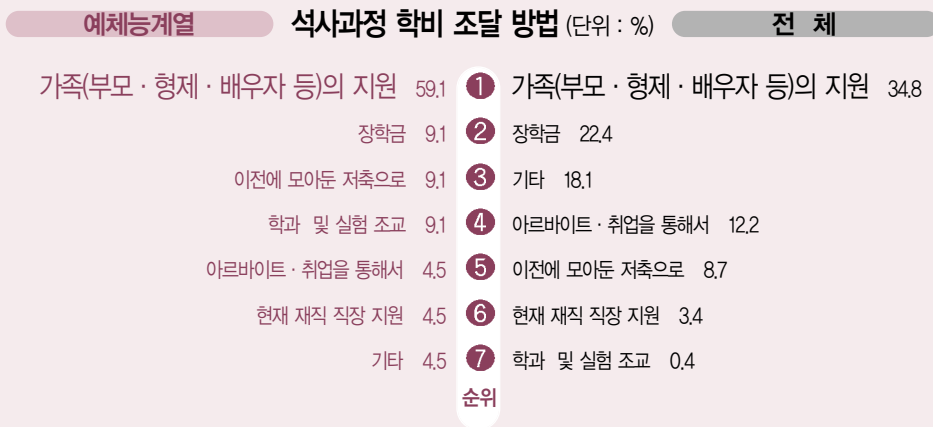 예체능계열 석사과정 학비 조달 방법 (단위 : %) 전 체
가족(부모 · 형제 · 배우자 등)의 지원 59.1 1 가족(부모 · 형제 · 배우자 등)의 지원 34.8
장학금 9.1 2 장학금 22.4
이전에 모아둔 저축으로 9.1 3 기타 18.1
학과 및 실험 조교 9.1 4 아르바이트 · 취업을 통해서 12.2
아르바이트 · 취업을 통해서 4.5 5 이전에 모아둔 저축으로 8.7
현재 재직 직장 지원 4.5 6 현재 재직 직장 지원 3.4
기타 4.5 7 학과 및 실험 조교 0.4
순위